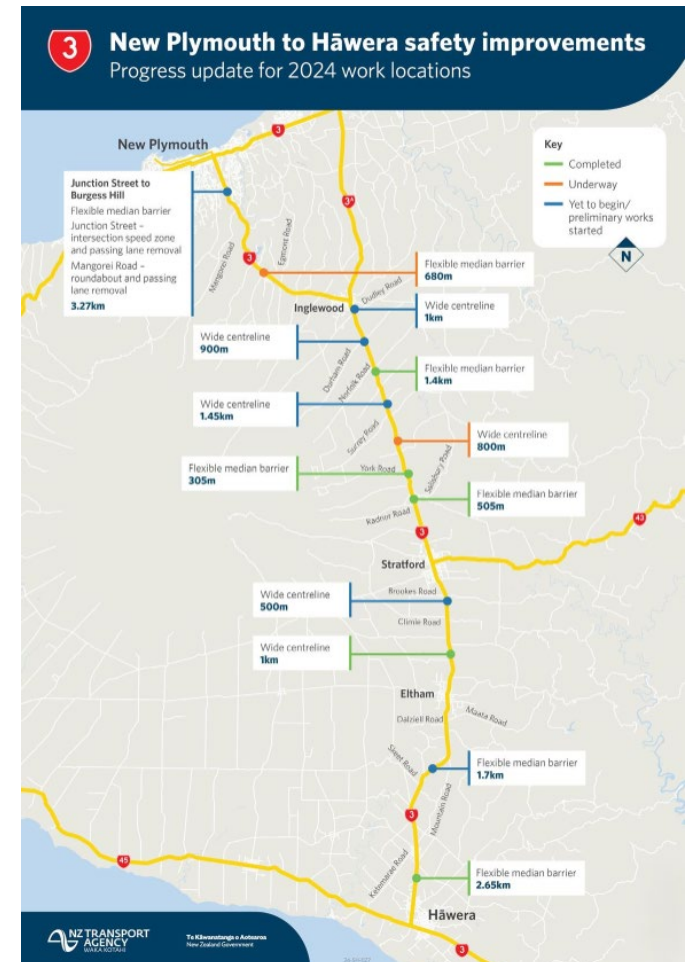 3
New Plymouth to Hāwera safety improvements
Progress update for 2024 work locations
3
New Plymouth
Key
Completed
Underway
Yet to begin/
preliminary works
started
N
Junction Street to
Burgess Hill
Flexible median barrier
Junction Street –
intersection speed zone
and passing lane removal
Mangorei Road –
roundabout and passing
lane removal
3.27km
3A
Mangorei Road
3
Egmont Road
Flexible median barrier
680m
Dudley Road
Inglewood
Wide centreline
1km
Wide centreline
900m
Durham Road
Norfolk Road
Flexible median barrier
1.4km
Wide centreline
1.45km
Surrey Road
Wide centreline
800m
York Road
Salisbury Road
Flexible median barrier
305m
Flexible median barrier
505m
Radnor Road
3
43
Stratford
Brookes Road
Wide centreline
500m
Climie Road
Wide centreline
1km
Eltham
Dalziell Road
Maata Road
Skeet Road
Flexible median barrier
1.7km
Mountain Road
3
45
Ketemarae Road
Flexible median barrier
2.65km
Hāwera
3
NZ TRANSPORT
AGENCY
WAKA KOTAHI
Te Kāwanatanga o Aotearoa
New Zealand Government